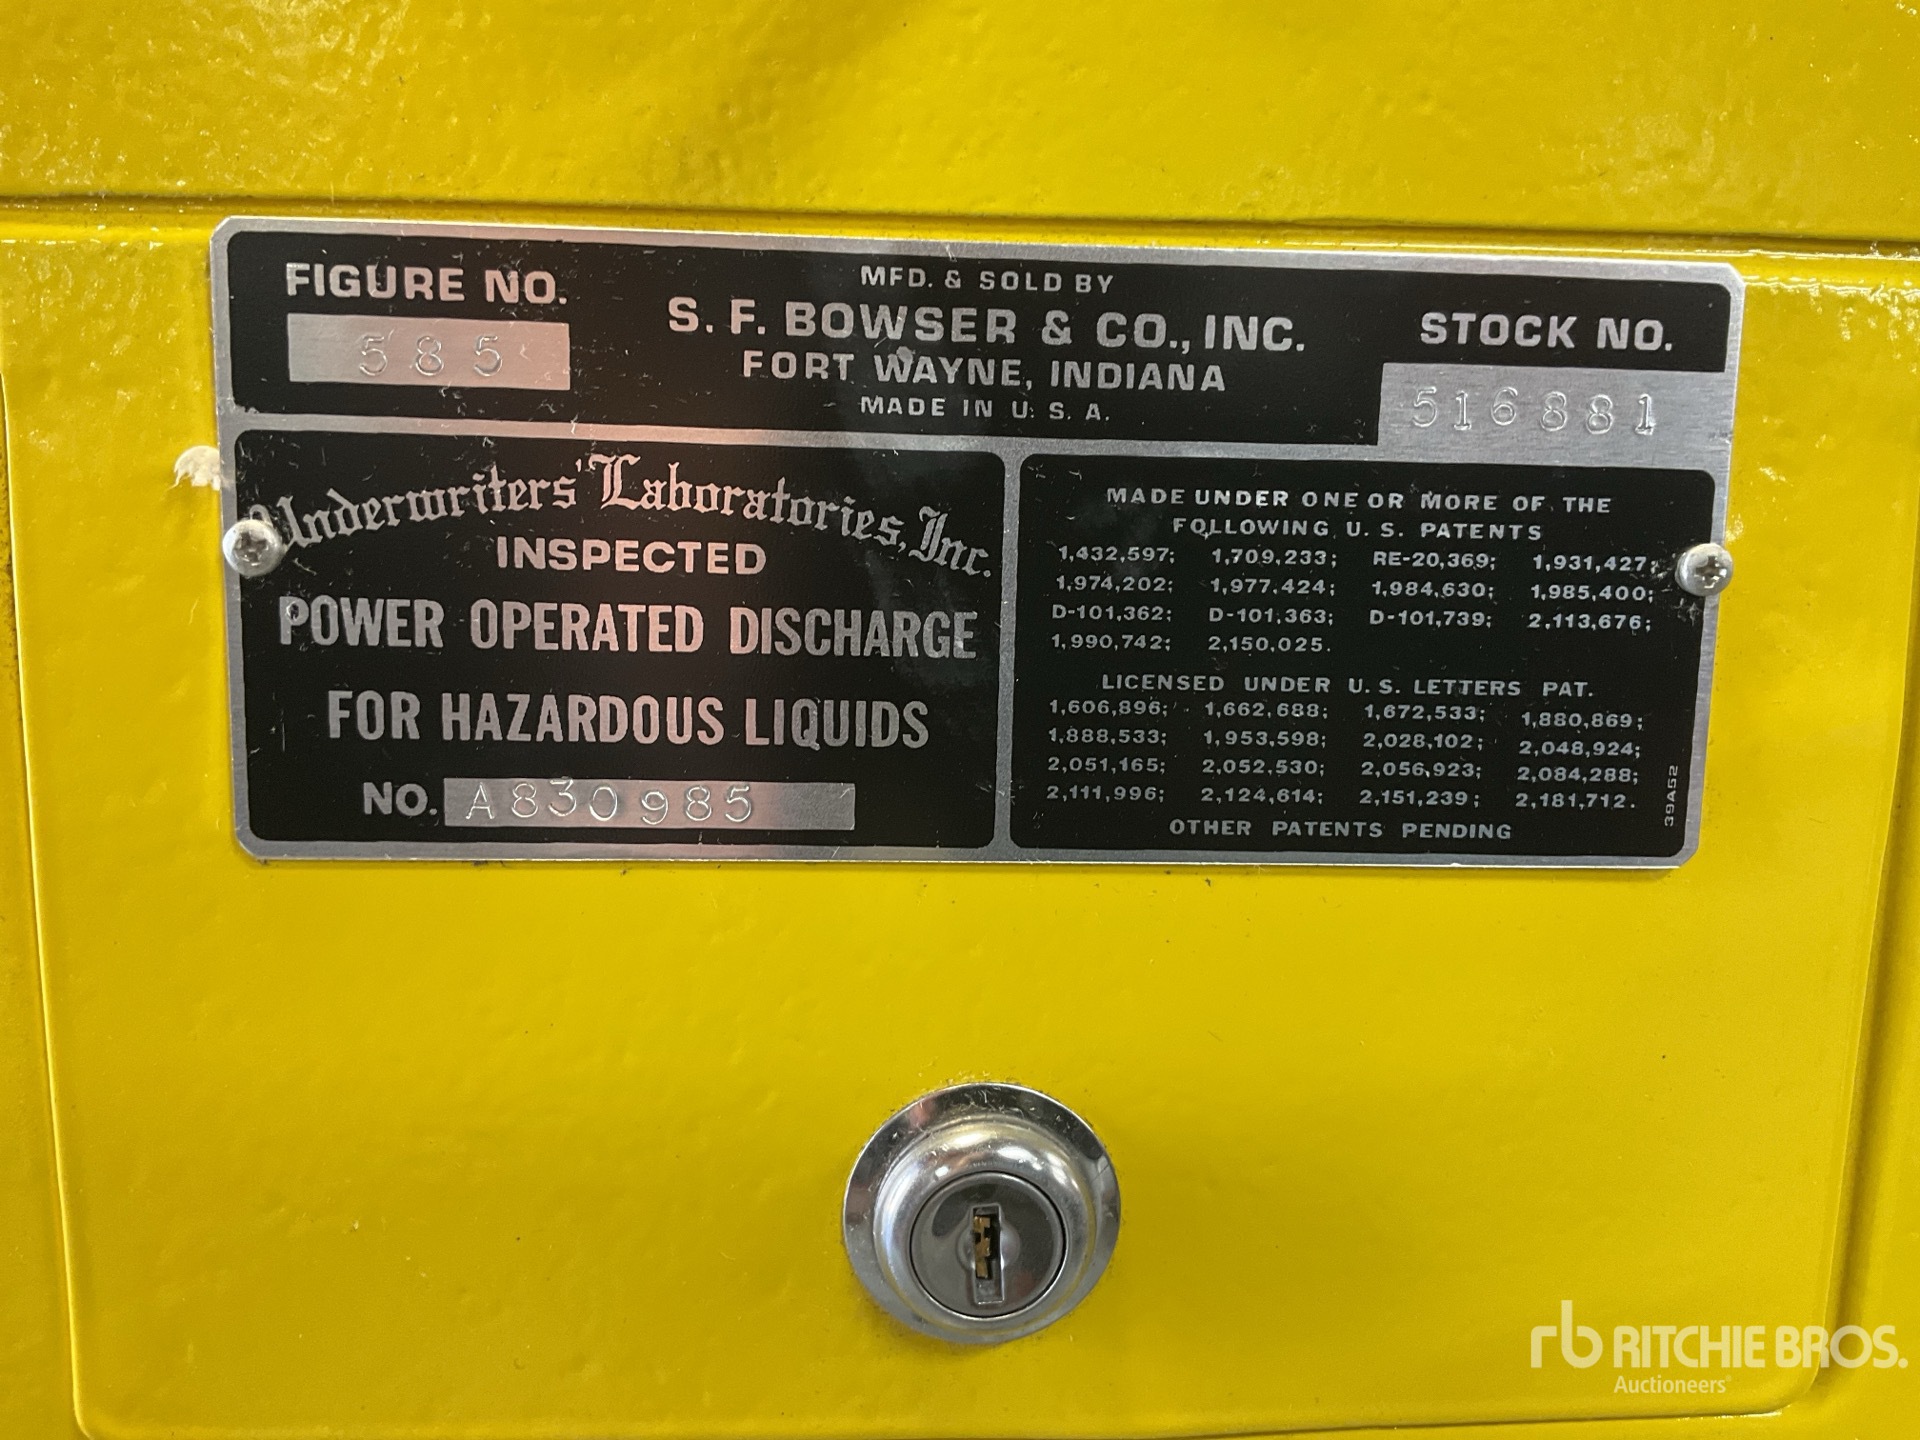 FIGURE NO.
585
MFD. & SOLD BY
S. F. BOWSER & CO., INC.
FORT WAYNE, INDIANA
MADE IN U. S. A.
STOCK NO.
516881
Underwriters' Laboratories, Inc.
INSPECTED
POWER OPERATED DISCHARGE
FOR HAZARDOUS LIQUIDS
NO. A830985
MADE UNDER ONE OR MORE OF THE
FOLLOWING U. S. PATENTS
1,432,597; 1,709,233; RE-20,369; 1,931,427;
1,974,202; 1,977,424; 1,984,630; 1,985,400;
D-101,362; D-101,363; D-101,739; 2,113,676;
1,990,742; 2,150,025.
LICENSED UNDER U. S. LETTERS PAT.
1,606,896; 1,662,688; 1,672,533; 1,880,869;
1,888,533; 1,953,598; 2,028,102; 2,048,924;
2,051,165; 2,052,530; 2,056,923; 2,084,288;
2,111,996; 2,124,614; 2,151,239; 2,181,712.
OTHER PATENTS PENDING
39A52
rb RITCHIE BROS.
Auctioneers